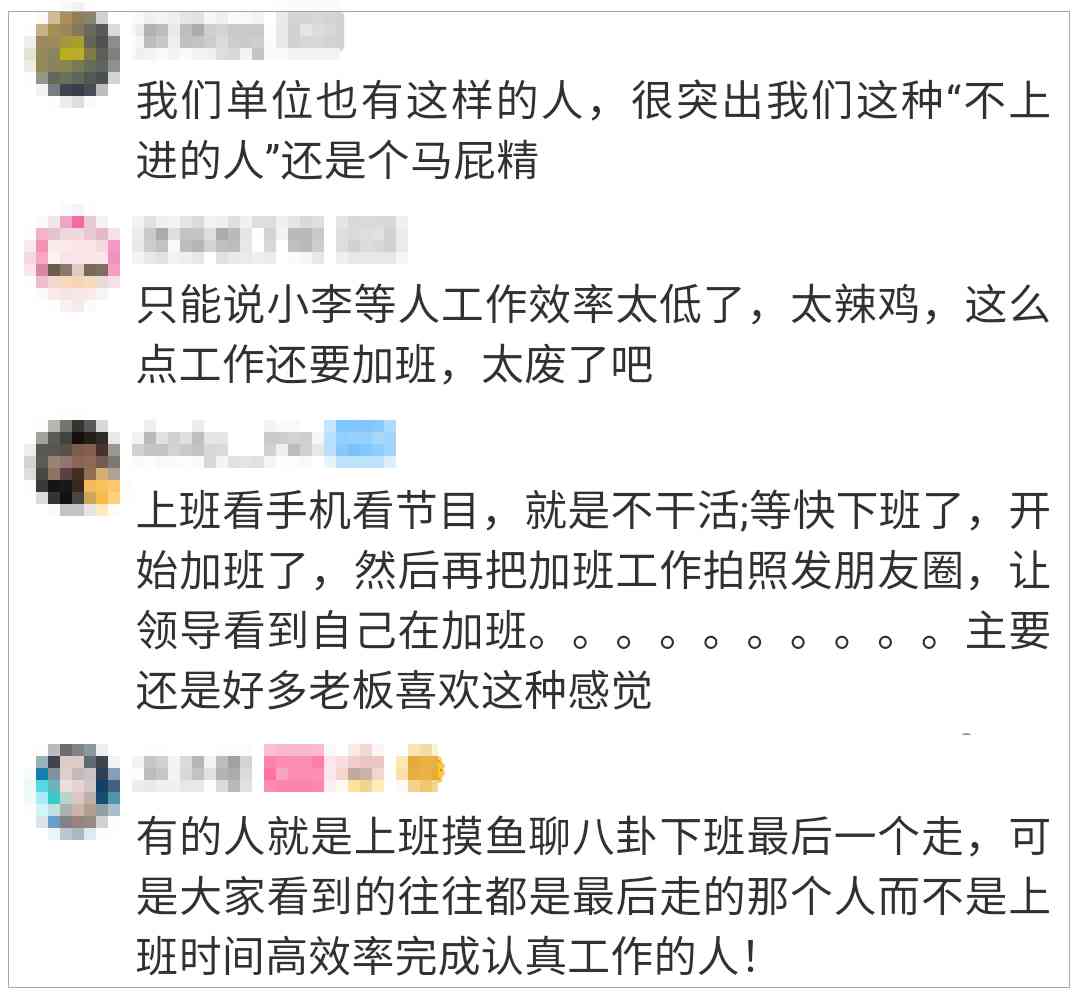 我们单位也有这样的人，很突出我们这种“不上
进的人”还是个马屁精
只能说小李等人工作效率太低了，太辣鸡，这么
点工作还要加班，太废了吧
上班看手机看节目，就是不干活;等快下班了，开
始加班了，然后再把加班工作拍照发朋友圈，让
领导看到自己在加班。。。。。。。。。。主要
还是好多老板喜欢这种感觉
有的人就是上班摸鱼聊八卦下班最后一个走，可
是大家看到的往往都是最后走的那个人而不是上
班时间高效率完成认真工作的人！